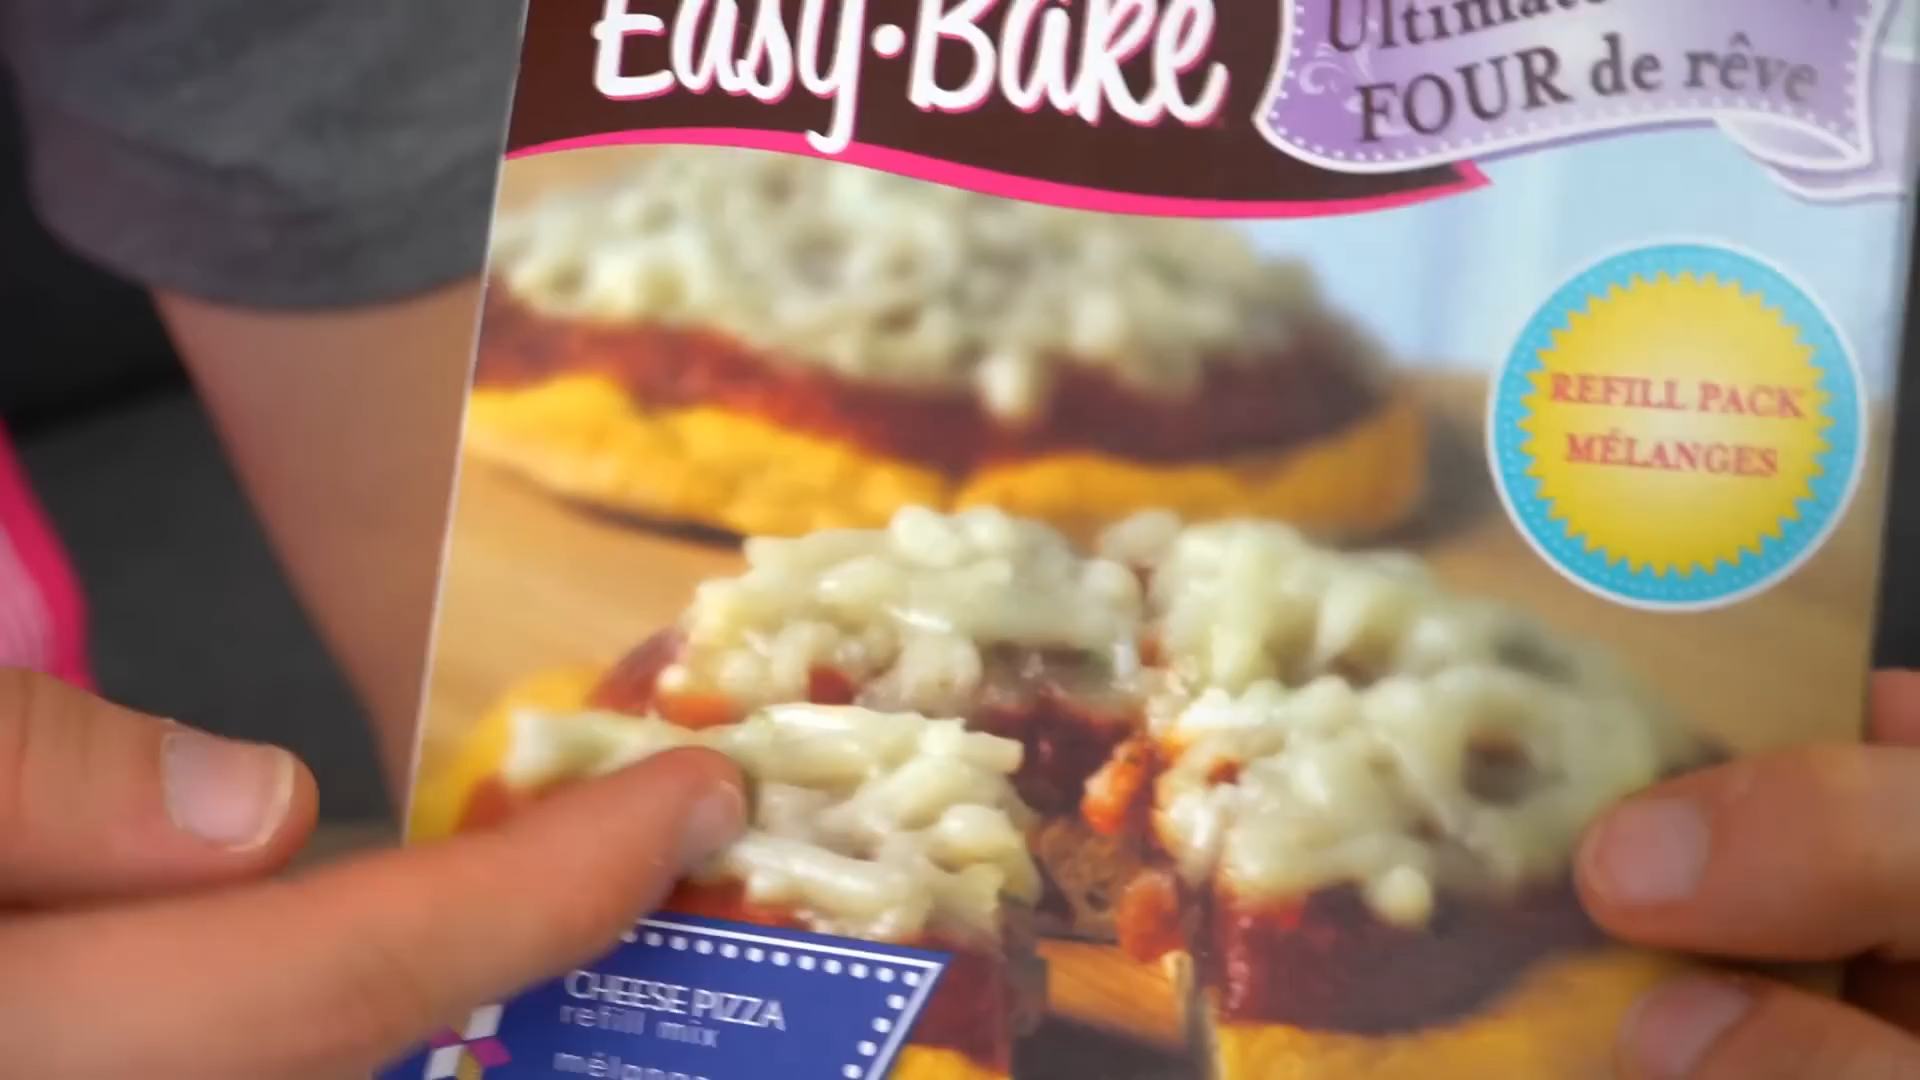 Easy·Bake
Ultimate
FOUR de rêve
REFILL PACK
MÉLANGES
CHEESE PIZZA
refill mix